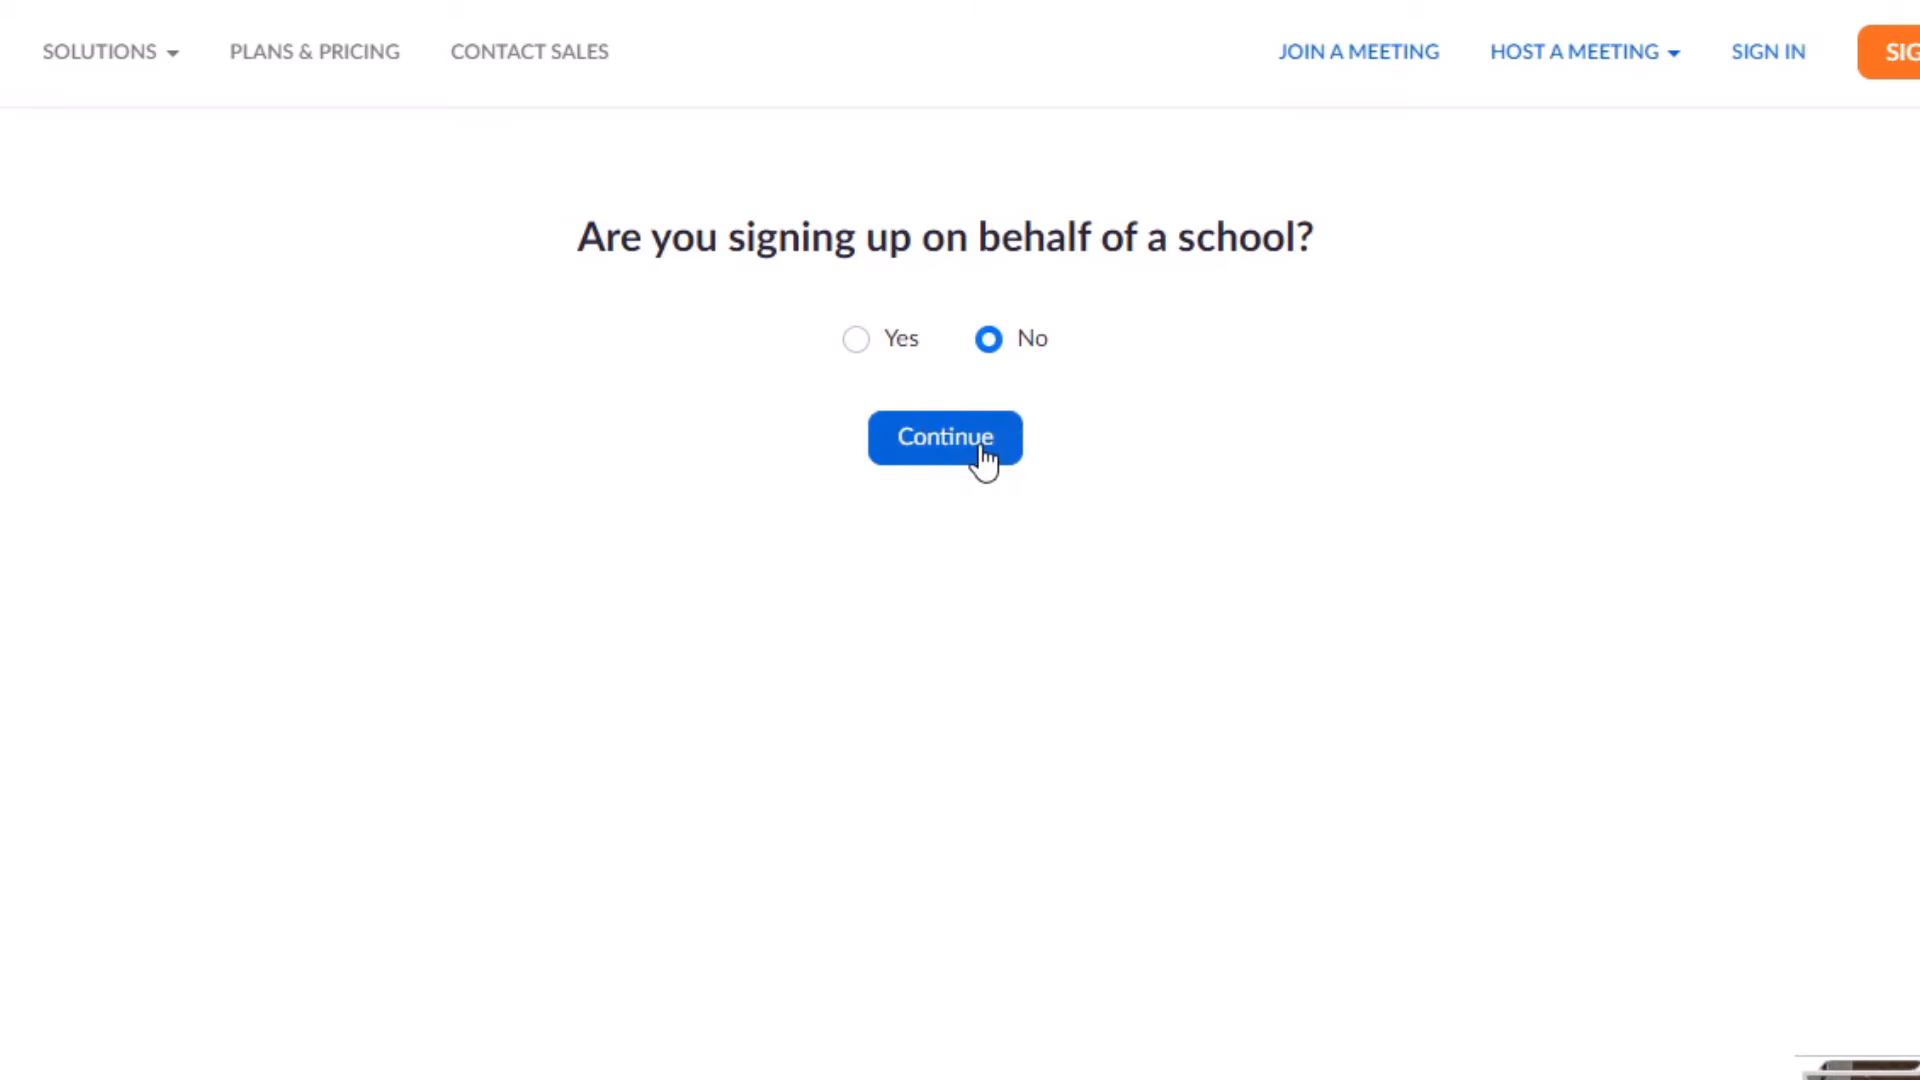 SOLUTIONS PLANS & PRICING CONTACT SALES JOIN A MEETING HOST A MEETING SIGN IN SIG
Are you signing up on behalf of a school?
Yes No
Continue